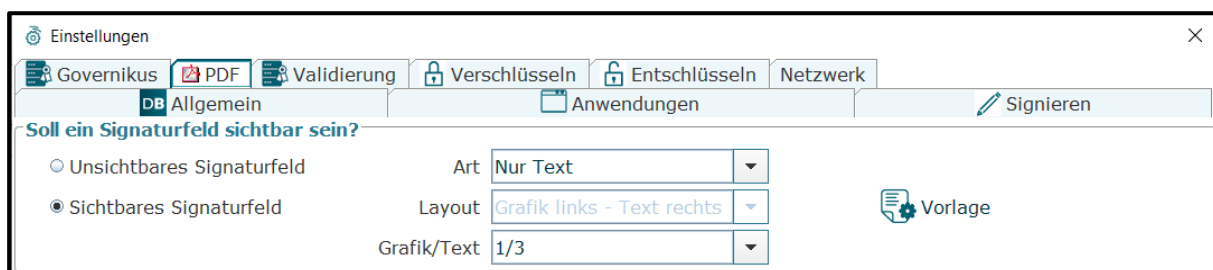 Einstellungen
Governikus PDF Validierung Verschlüsseln Entschlüsseln Netzwerk
DB Allgemein Anwendungen Signieren
Soll ein Signaturfeld sichtbar sein?
Unsichtbares Signaturfeld Art Nur Text
Sichtbares Signaturfeld Layout Grafik links - Text rechts Vorlage
Grafik/Text 1/3